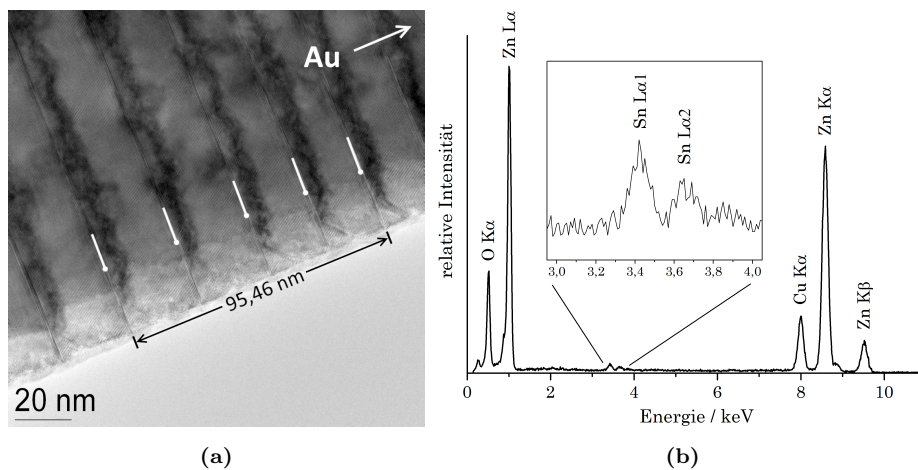 Au
95,46 nm
20 nm
(a)
relative Intensität
O Kα
Zn Lα
Sn Lα1
Sn Lα2
3,0 3,2 3,4 3,6 3,8 4,0
Cu Kα
Zn Kα
Zn Kβ
0 2 4 6 8 10
Energie / keV
(b)